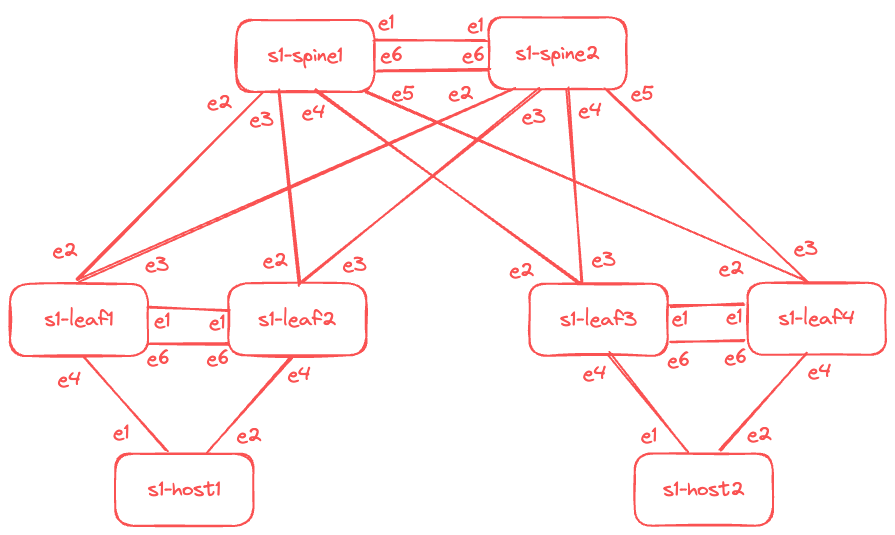 e1
e1
s1-spine1
e6
e6
s1-spine2
e2
e3
e4
e5
e2
e3
e4
e5
e2
e3
e2
e3
e2
e3
e2
e3
s1-leaf1
e1
e1
s1-leaf2
s1-leaf3
e1
e1
s1-leaf4
e6
e6
e6
e6
e4
e4
e4
e4
e1
e2
e1
e2
s1-host1
s1-host2